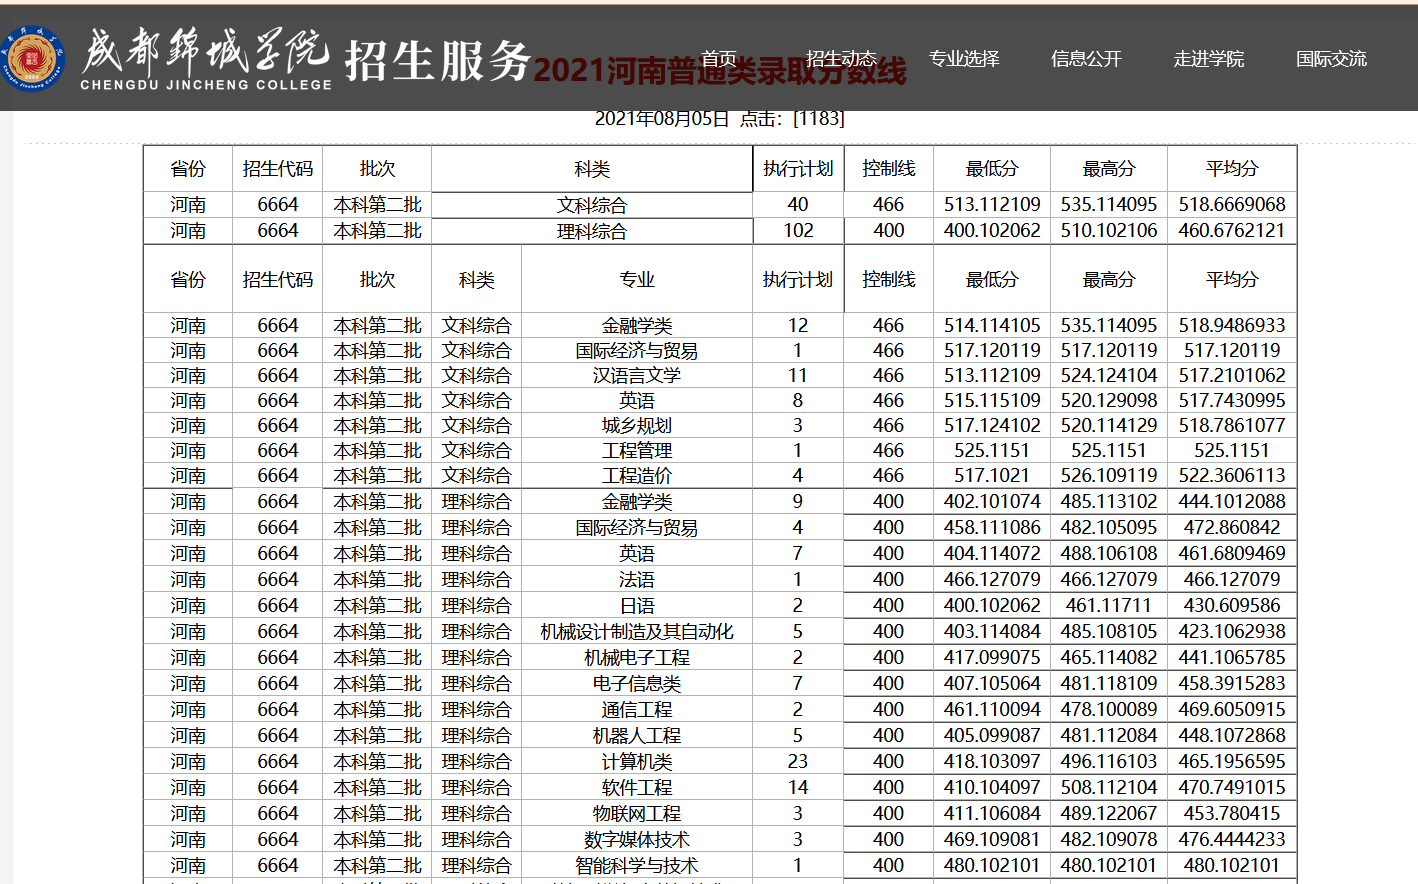 成都錦城学院 招生服务
CHENGDU JINCHENG COLLEGE
首页 招生动态 专业选择 信息公开 走进学院 国际交流
2021河南普通类录取分数线
2021年08月05日 点击：[1183]
省份 招生代码 批次 科类 执行计划 控制线 最低分 最高分 平均分
河南 6664 本科第二批 文科综合 40 466 513.112109 535.114095 518.6669068
河南 6664 本科第二批 理科综合 102 400 400.102062 510.102106 460.6762121
省份 招生代码 批次 科类 专业 执行计划 控制线 最低分 最高分 平均分
河南 6664 本科第二批 文科综合 金融学类 12 466 514.114105 535.114095 518.9486933
河南 6664 本科第二批 文科综合 国际经济与贸易 1 466 517.120119 517.120119 517.120119
河南 6664 本科第二批 文科综合 汉语言文学 11 466 513.112109 524.124104 517.2101062
河南 6664 本科第二批 文科综合 英语 8 466 515.115109 520.129098 517.7430995
河南 6664 本科第二批 文科综合 城乡规划 3 466 517.124102 520.114129 518.7861077
河南 6664 本科第二批 文科综合 工程管理 1 466 525.1151 525.1151 525.1151
河南 6664 本科第二批 文科综合 工程造价 4 466 517.1021 526.109119 522.3606113
河南 6664 本科第二批 理科综合 金融学类 9 400 402.101074 485.113102 444.1012088
河南 6664 本科第二批 理科综合 国际经济与贸易 4 400 458.111086 482.105095 472.860842
河南 6664 本科第二批 理科综合 英语 7 400 404.114072 488.106108 461.6809469
河南 6664 本科第二批 理科综合 法语 1 400 466.127079 466.127079 466.127079
河南 6664 本科第二批 理科综合 日语 2 400 400.102062 461.11711 430.609586
河南 6664 本科第二批 理科综合 机械设计制造及其自动化 5 400 403.114084 485.108105 423.1062938
河南 6664 本科第二批 理科综合 机械电子工程 2 400 417.099075 465.114082 441.1065785
河南 6664 本科第二批 理科综合 电子信息类 7 400 407.105064 481.118109 458.3915283
河南 6664 本科第二批 理科综合 通信工程 2 400 461.110094 478.100089 469.6050915
河南 6664 本科第二批 理科综合 机器人工程 5 400 405.099087 481.112084 448.1072868
河南 6664 本科第二批 理科综合 计算机类 23 400 418.103097 496.116103 465.1956595
河南 6664 本科第二批 理科综合 软件工程 14 400 410.104097 508.112104 470.7491015
河南 6664 本科第二批 理科综合 物联网工程 3 400 411.106084 489.122067 453.780415
河南 6664 本科第二批 理科综合 数字媒体技术 3 400 469.109081 482.109078 476.4444233
河南 6664 本科第二批 理科综合 智能科学与技术 1 400 480.102101 480.102101 480.102101